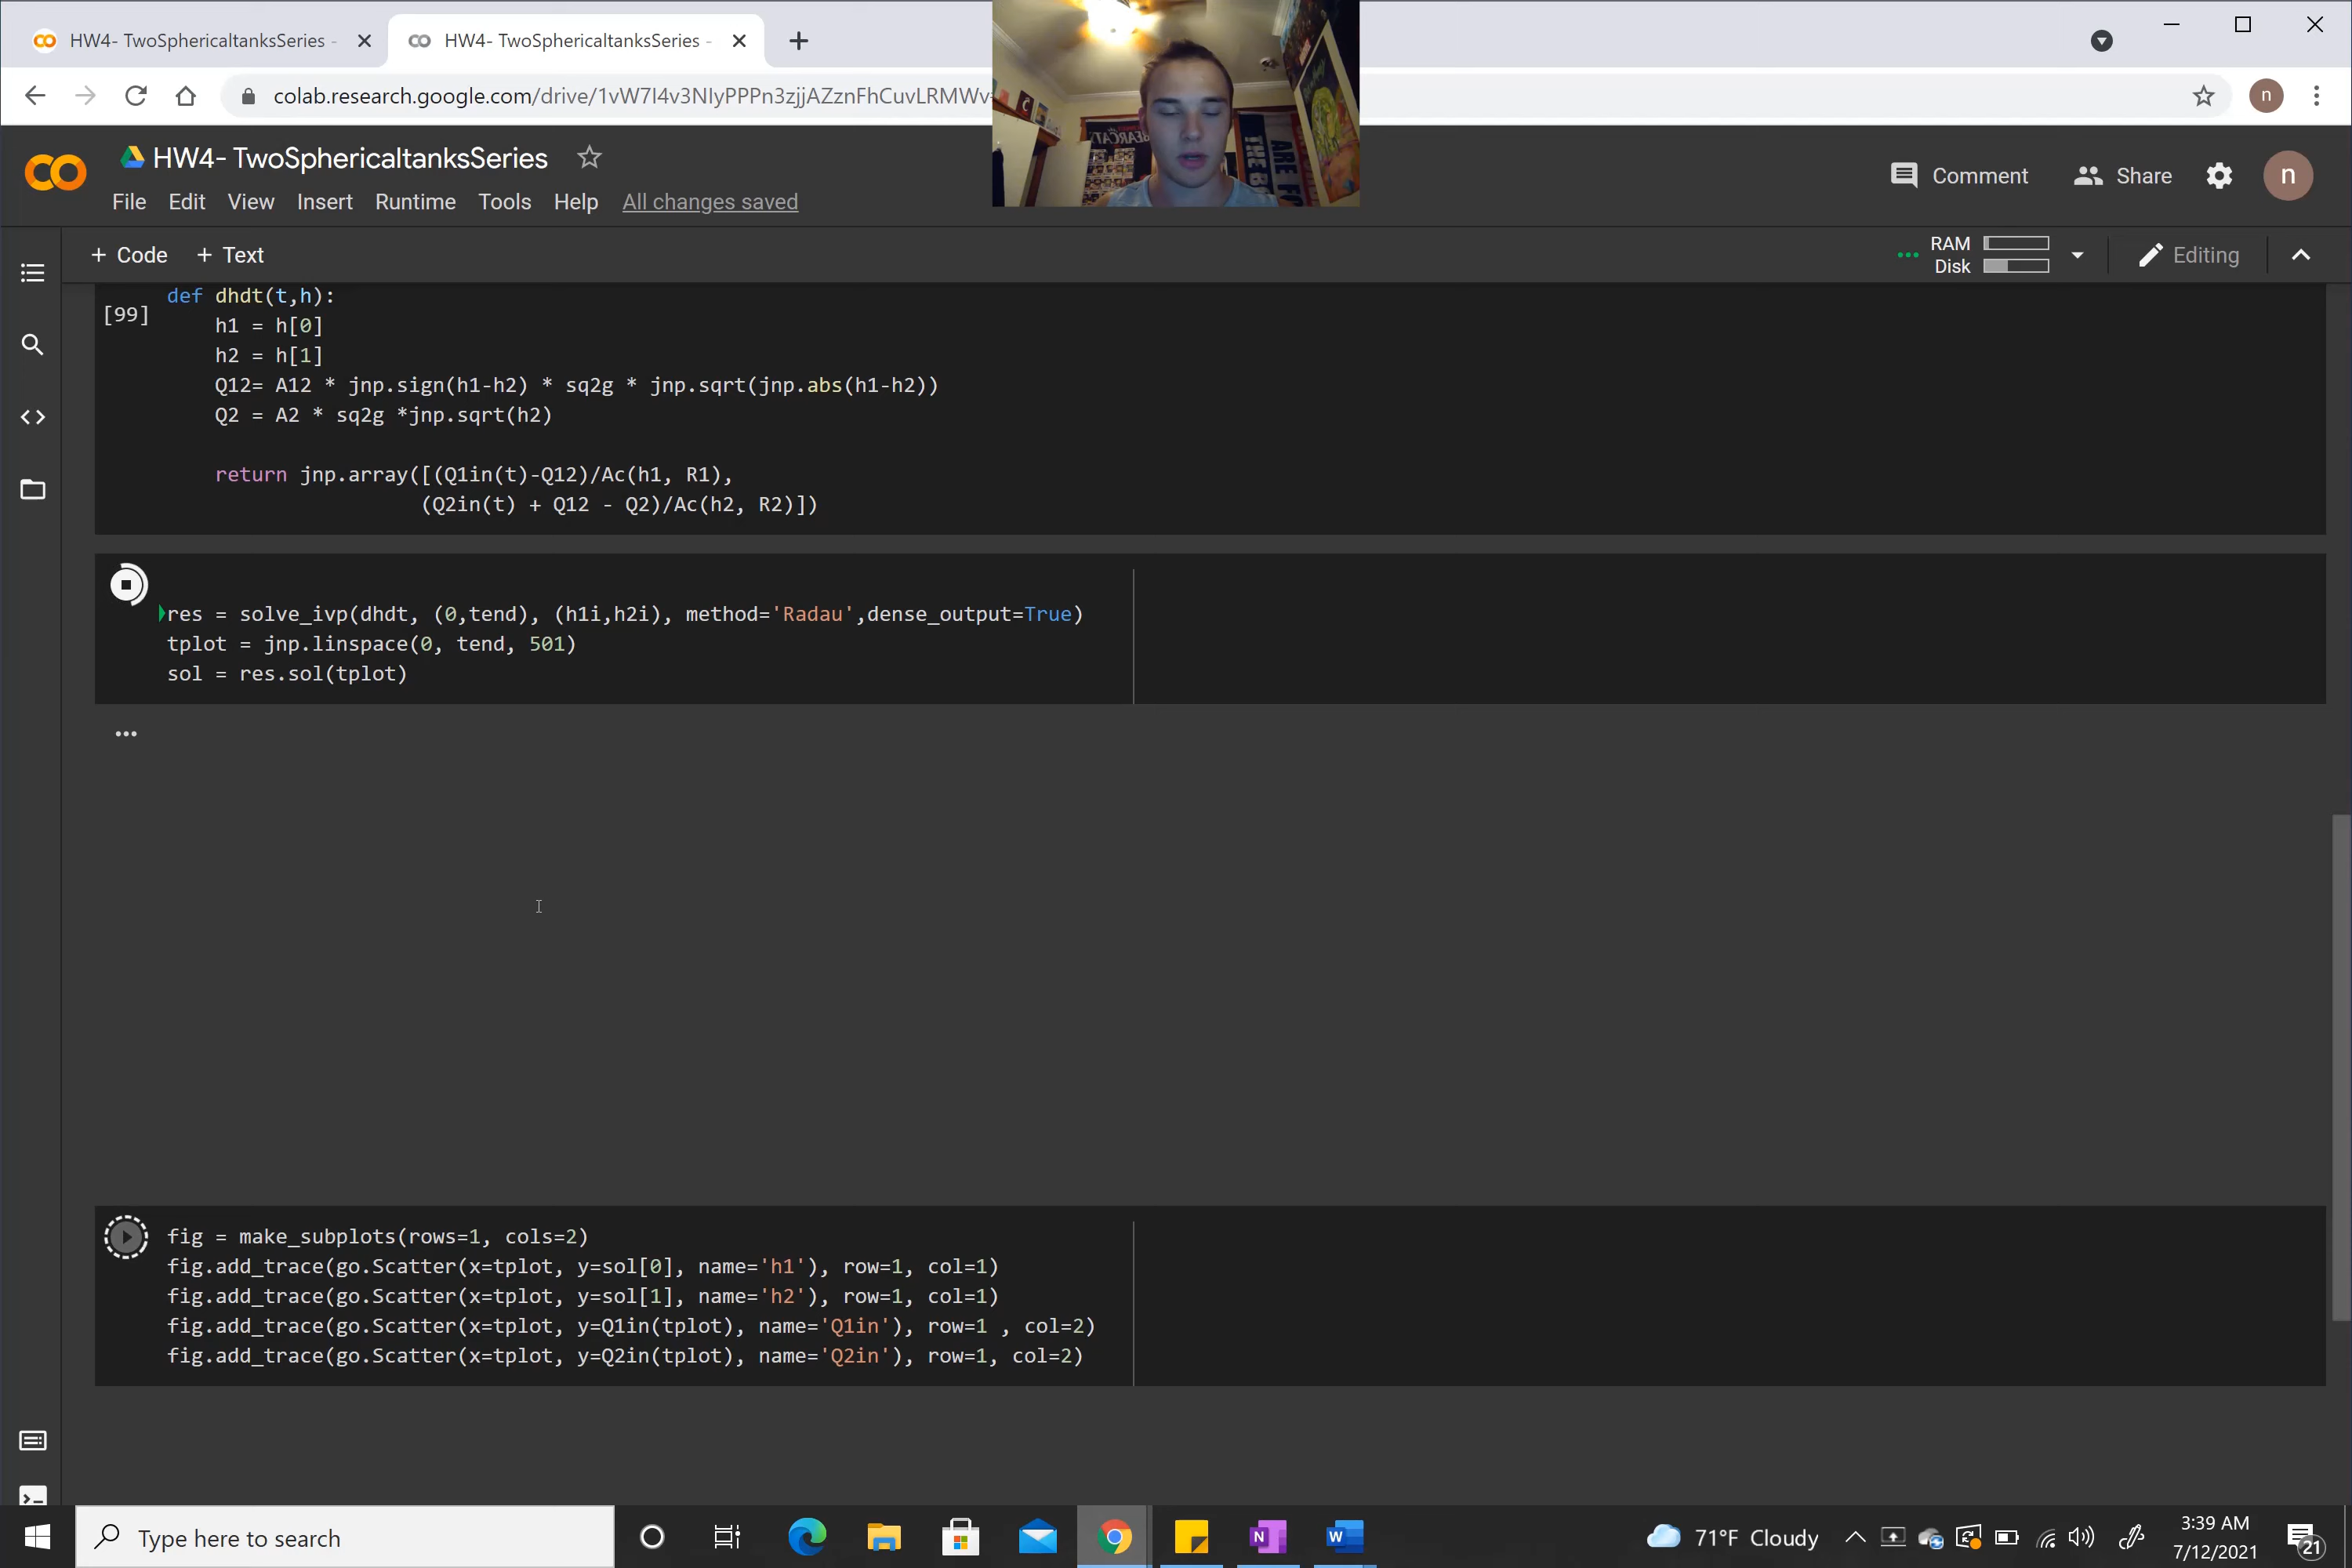 HW4- TwoSphericaltanksSeries -
HW4- TwoSphericaltanksSeries -
n
HW4- TwoSphericaltanksSeries
File Edit View Insert Runtime Tools Help All changes saved
Comment
Share
n
+ Code + Text
RAM
Disk
Editing
[99]
def dhdt(t,h):
h1 = h[0]
h2 = h[1]
Q12= A12 * jnp.sign(h1-h2) * sq2g * jnp.sqrt(jnp.abs(h1-h2))
Q2 = A2 * sq2g *jnp.sqrt(h2)
return jnp.array([(Q1in(t)-Q12)/Ac(h1, R1),
(Q2in(t) + Q12 - Q2)/Ac(h2, R2)])
res = solve_ivp(dhdt, (0,tend), (h1i,h2i), method='Radau',dense_output=True)
tplot = jnp.linspace(0, tend, 501)
sol = res.sol(tplot)
fig = make_subplots(rows=1, cols=2)
fig.add_trace(go.Scatter(x=tplot, y=sol[0], name='h1'), row=1, col=1)
fig.add_trace(go.Scatter(x=tplot, y=sol[1], name='h2'), row=1, col=1)
fig.add_trace(go.Scatter(x=tplot, y=Q1in(tplot), name='Q1in'), row=1 , col=2)
fig.add_trace(go.Scatter(x=tplot, y=Q2in(tplot), name='Q2in'), row=1, col=2)
Type here to search
71°F Cloudy
3:39 AM
7/12/2021
21